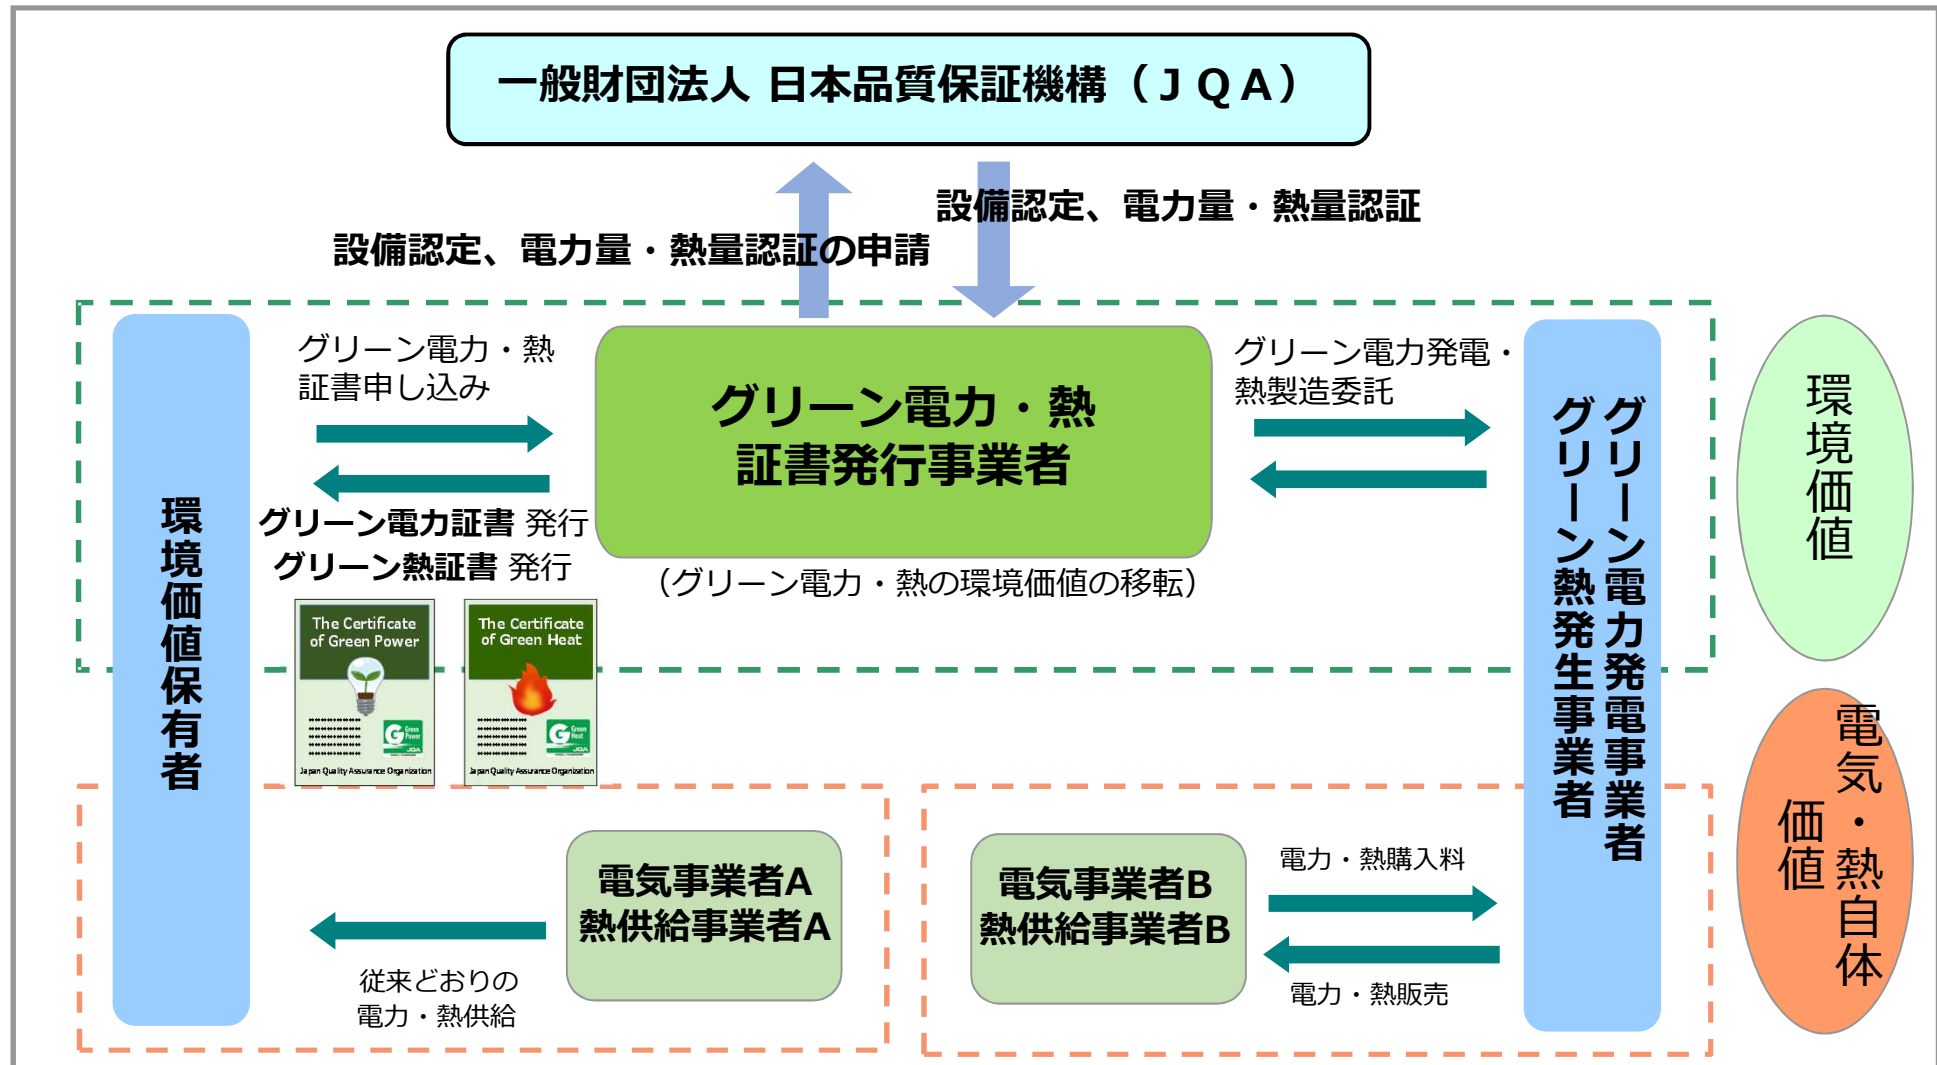 一般財団法人 日本品質保証機構（ＪＱＡ）
設備認定、電力量・熱量認証
設備認定、電力量・熱量認証の申請
グリーン電力・熱
証書申し込み
グリーン電力・熱
証書発行事業者
グリーン電力発電・
熱製造委託
グリーン電力証書 発行
グリーン熱証書 発行
（グリーン電力・熱の環境価値の移転）
環境価値保有者
グリーン電力発電事業者
グリーン熱発生事業者
環境価値
電気・熱自体
価値
The Certificate
of Green Power
Green
Power
JQA
Japan Quality Assurance Organization
The Certificate
of Green Heat
Green
Heat
JQA
Japan Quality Assurance Organization
電気事業者A
熱供給事業者A
従来どおりの
電力・熱供給
電気事業者B
熱供給事業者B
電力・熱購入料
電力・熱販売